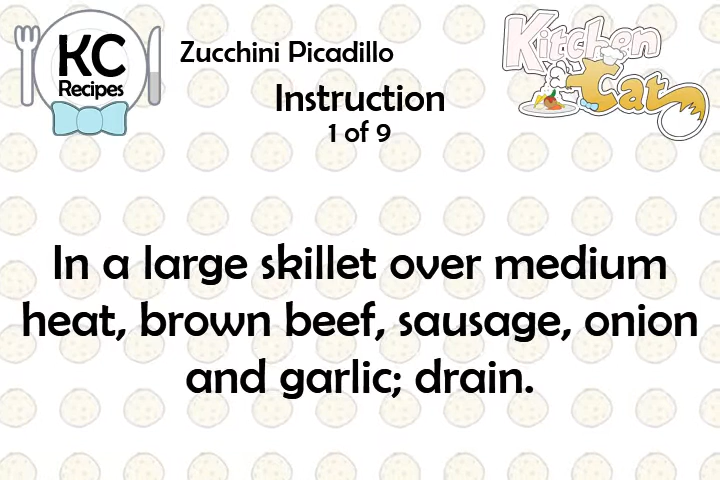 KC
Recipes
Zucchini Picadillo
Kitchen
Cat
Instruction
1 of 9
In a large skillet over medium
heat, brown beef, sausage, onion
and garlic; drain.